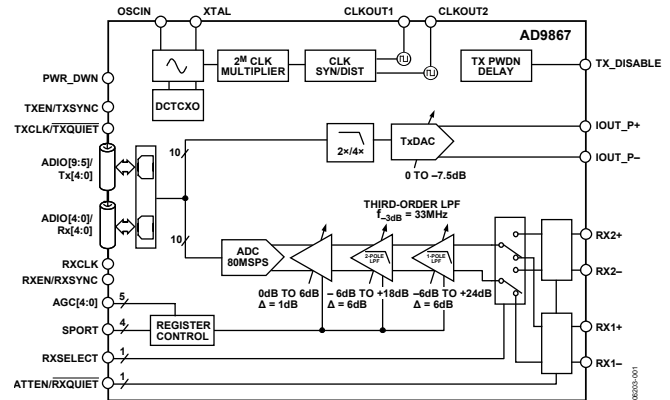 OSCIN
XTAL
CLKOUT1
CLKOUT2
AD9867
2M CLK
MULTIPLIER
CLK
SYN/DIST
TX PWDN
DELAY
TX_DISABLE
PWR_DWN
DCTCXO
TXEN/TXSYNC
TXCLK/TXQUIET
ADIO[9:5]/
Tx[4:0]
10
2×/4×
TxDAC
IOUT_P+
IOUT_P–
0 TO –7.5dB
ADIO[4:0]/
Rx[4:0]
10
THIRD-ORDER LPF
f–3dB = 33MHz
ADC
80MSPS
2-POLE
LPF
1-POLE
LPF
RX2+
RX2–
RXCLK
RXEN/RXSYNC
0dB TO 6dB
Δ = 1dB
– 6dB TO +18dB
Δ = 6dB
–6dB TO +24dB
Δ = 6dB
AGC[4:0]
5
SPORT
4
REGISTER
CONTROL
RX1+
RX1–
RXSELECT
1
ATTEN/RXQUIET
1
06203-001